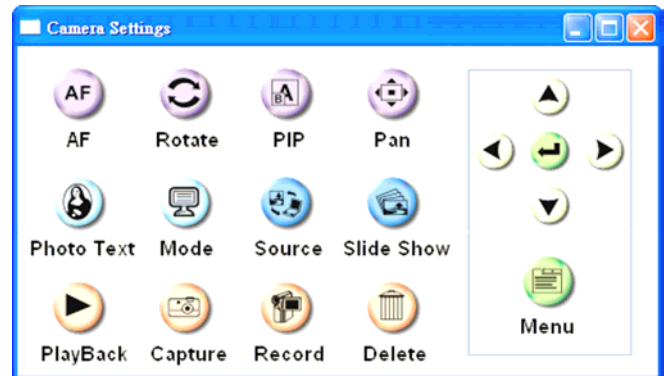 Camera Settings
AF
AF Rotate PIP Pan
Photo Text Mode Source Slide Show
PlayBack Capture Record Delete
Menu